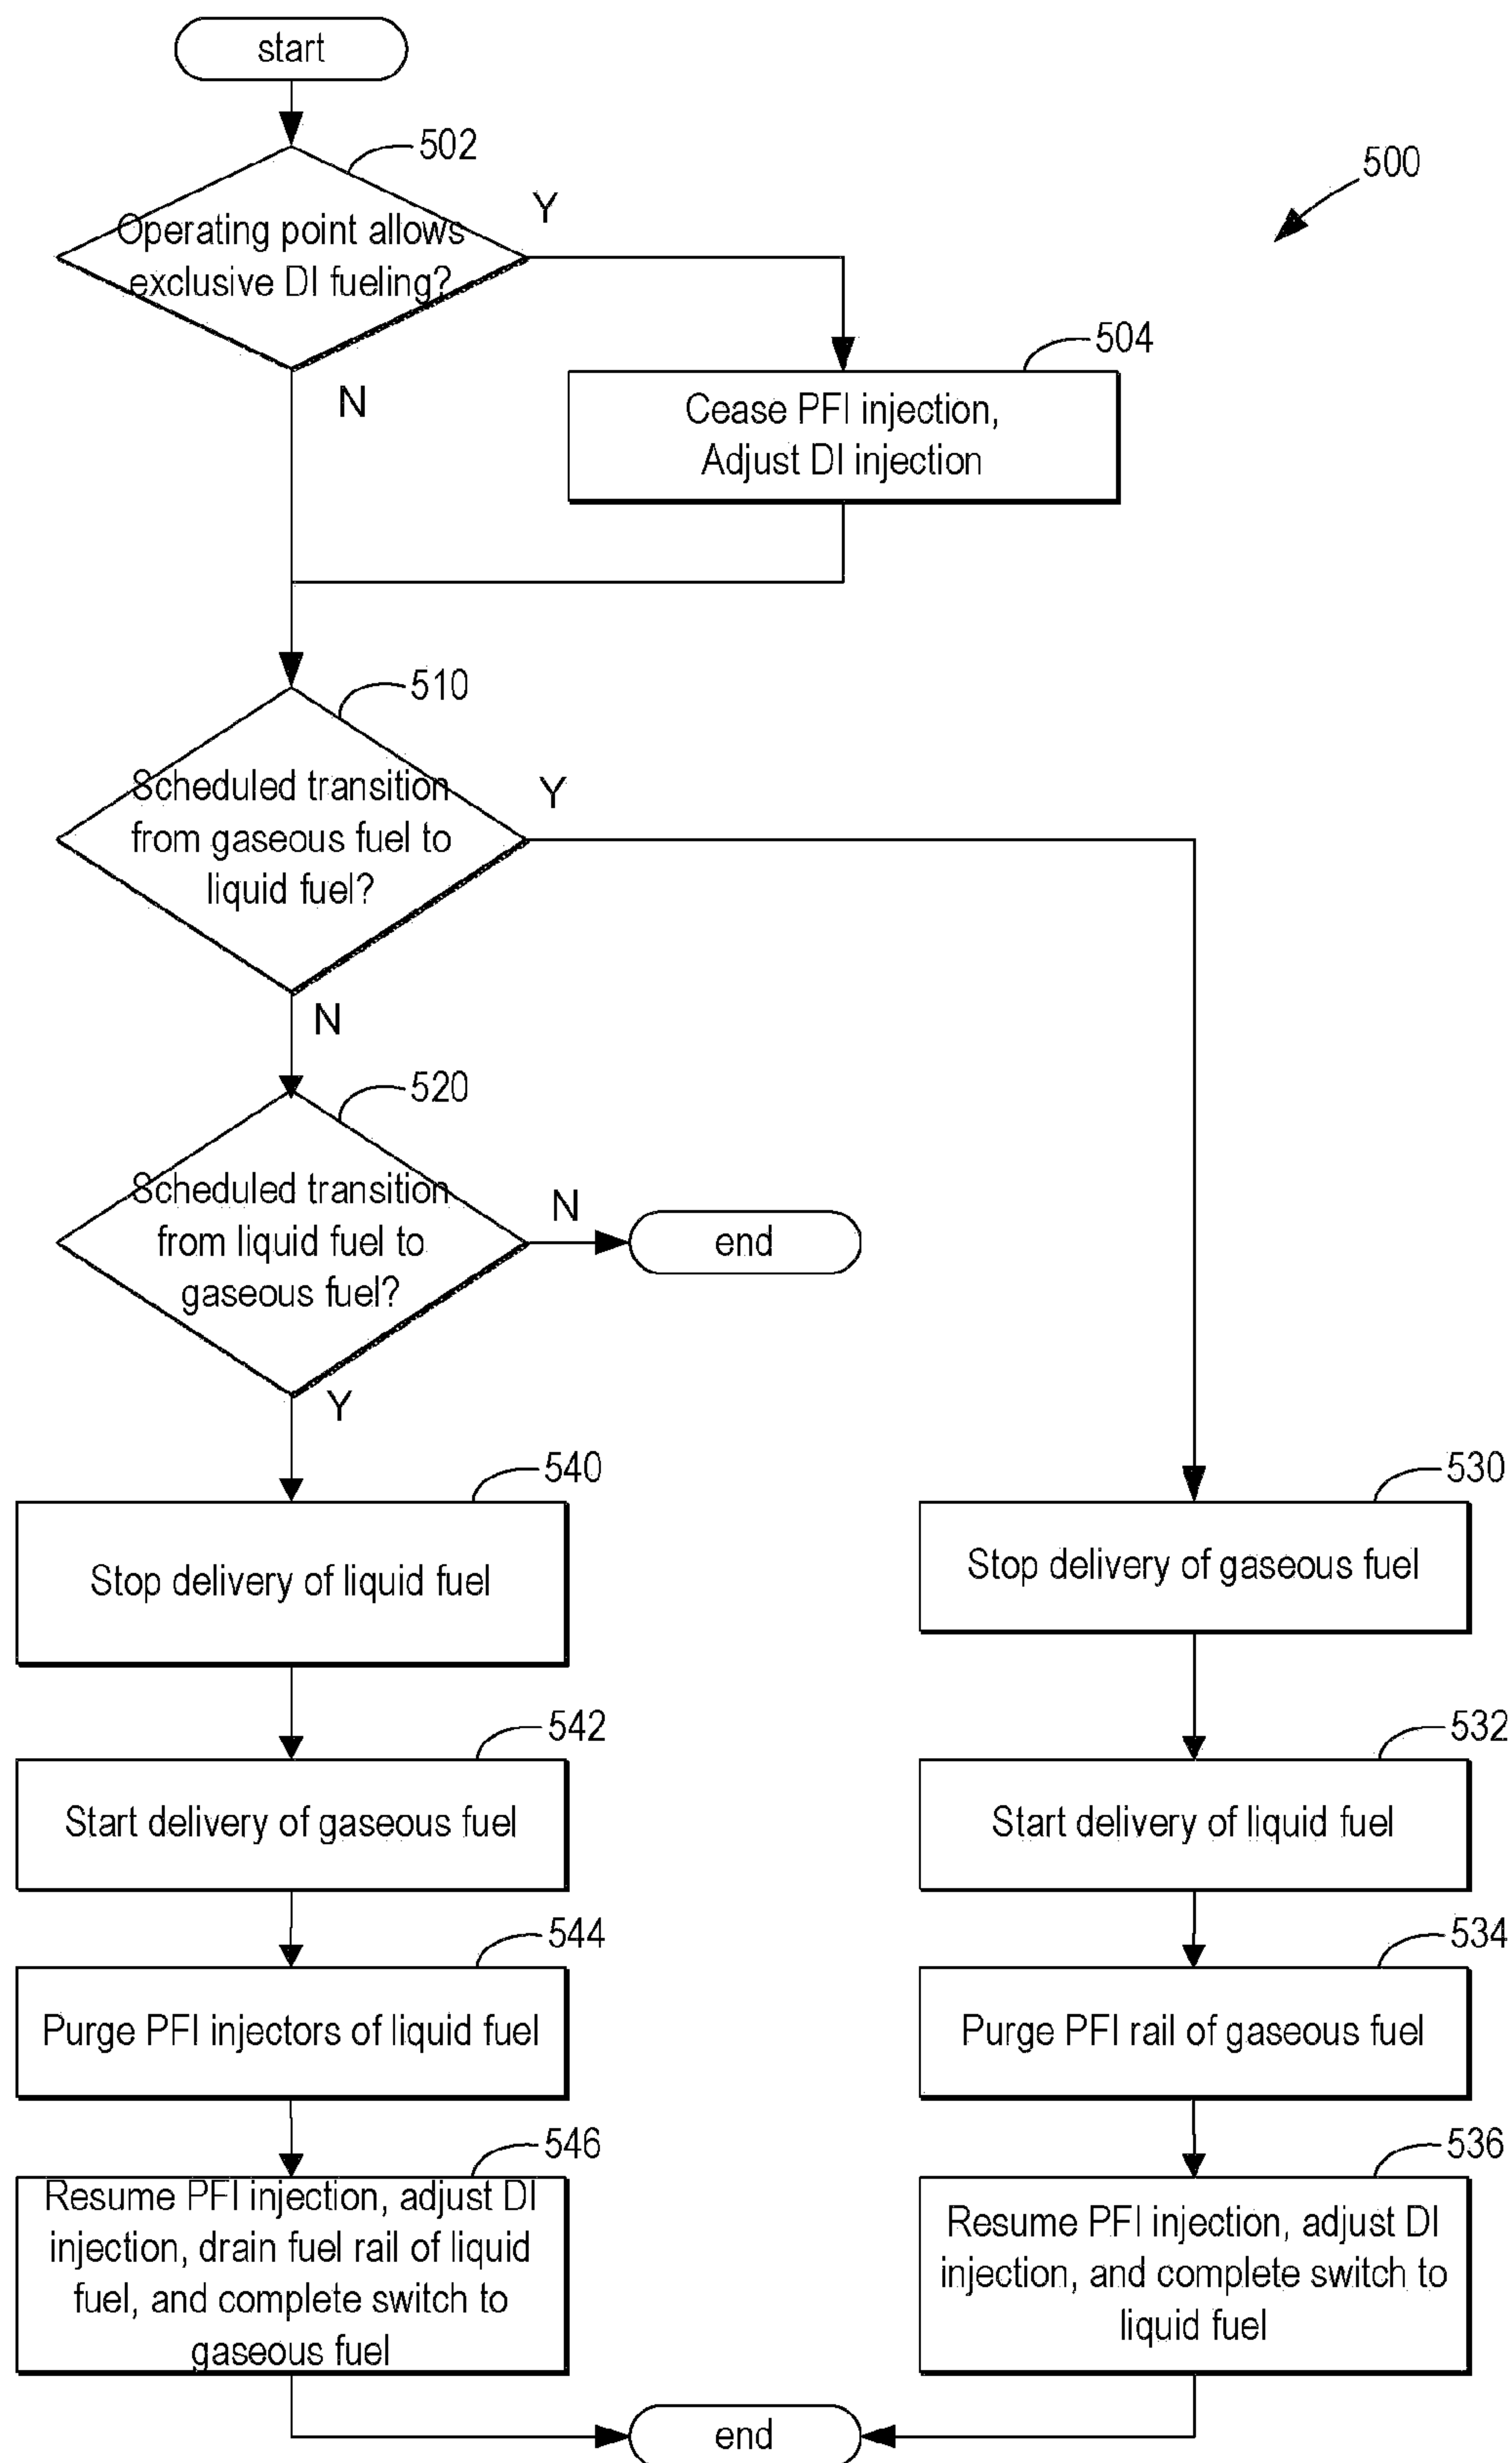 start
502
500
Operating point allows
exclusive DI fueling?
Y
N
504
Cease PFI injection,
Adjust DI injection
510
Scheduled transition
from gaseous fuel to
liquid fuel?
Y
N
520
Scheduled transition
from liquid fuel to
gaseous fuel?
N
end
Y
540
Stop delivery of liquid fuel
530
Stop delivery of gaseous fuel
542
Start delivery of gaseous fuel
532
Start delivery of liquid fuel
544
Purge PFI injectors of liquid fuel
534
Purge PFI rail of gaseous fuel
546
Resume PFI injection, adjust DI
injection, drain fuel rail of liquid
fuel, and complete switch to
gaseous fuel
536
Resume PFI injection, adjust DI
injection, and complete switch to
liquid fuel
end